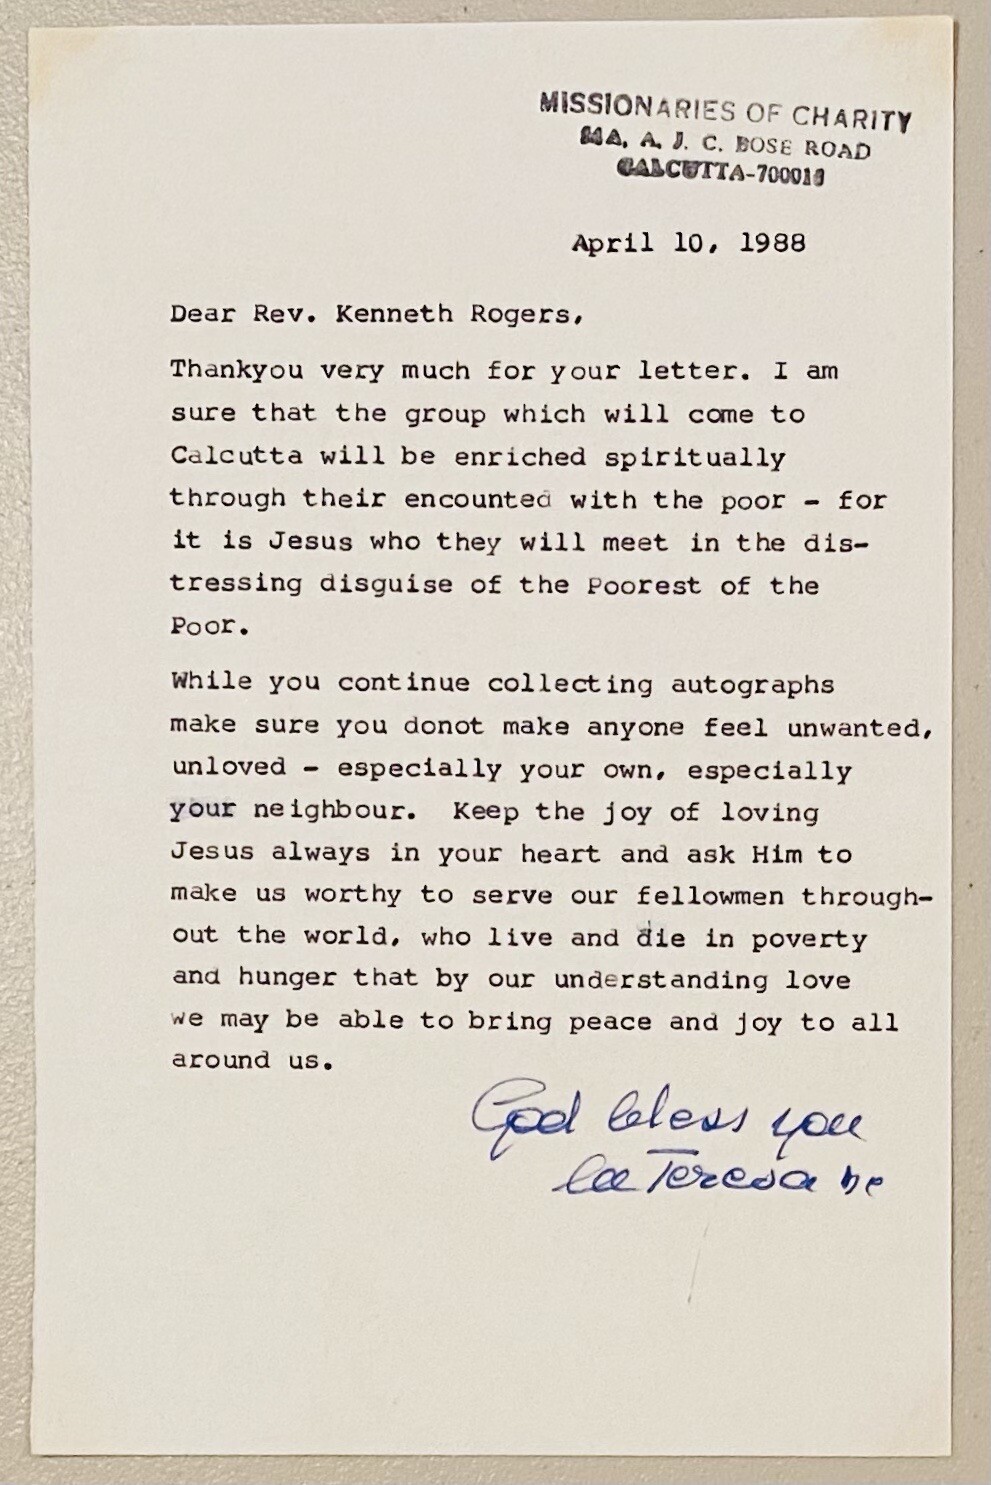 MISSIONARIES OF CHARITY
54A, A. J. C. BOSE ROAD
CALCUTTA-700016
April 10, 1988
Dear Rev. Kenneth Rogers,
Thankyou very much for your letter. I am
sure that the group which will come to
Calcutta will be enriched spiritually
through their encounted with the poor - for
it is Jesus who they will meet in the dis-
tressing disguise of the Poorest of the
Poor.
While you continue collecting autographs
make sure you donot make anyone feel unwanted,
unloved - especially your own, especially
your neighbour. Keep the joy of loving
Jesus always in your heart and ask Him to
make us worthy to serve our fellowmen through-
out the world, who live and die in poverty
and hunger that by our understanding love
we may be able to bring peace and joy to all
around us.
God bless you
lee Teresa mc